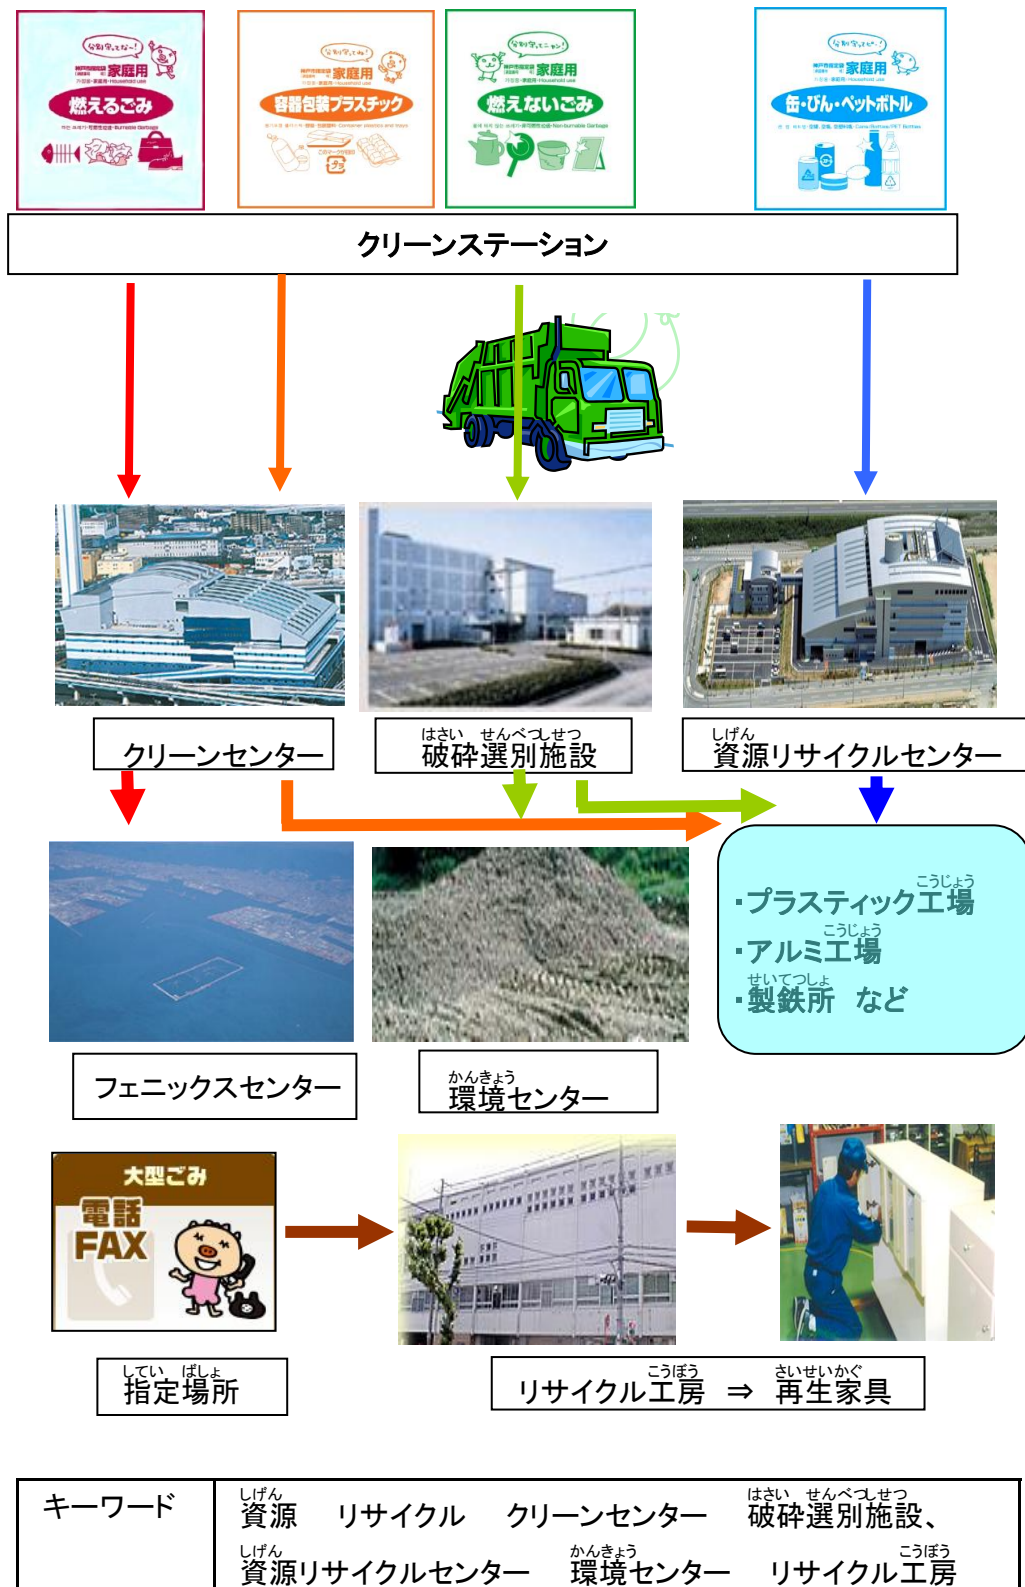 分別守ってな~!
家庭用
燃えるごみ
家庭用
容器包装プラスチック
家庭用
燃えないごみ
家庭用
缶・びん・ペットボトル
クリーンステーション
クリーンセンター
はさい せんべつしせつ
破砕選別施設
しげん
資源リサイクルセンター
こうじょう
・プラスティック工場
こうじょう
・アルミ工場
せいてつしょ
・製鉄所 など
フェニックスセンター
かんきょう
環境センター
大型ごみ
電話
FAX
してい ばしょ
指定場所
こうぼう さいせいかぐ
リサイクル工房 ⇒ 再生家具
キーワード
しげん はさい せんべつしせつ
資源 リサイクル クリーンセンター 破砕選別施設、
しげん かんきょう こうぼう
資源リサイクルセンター 環境センター リサイクル工房